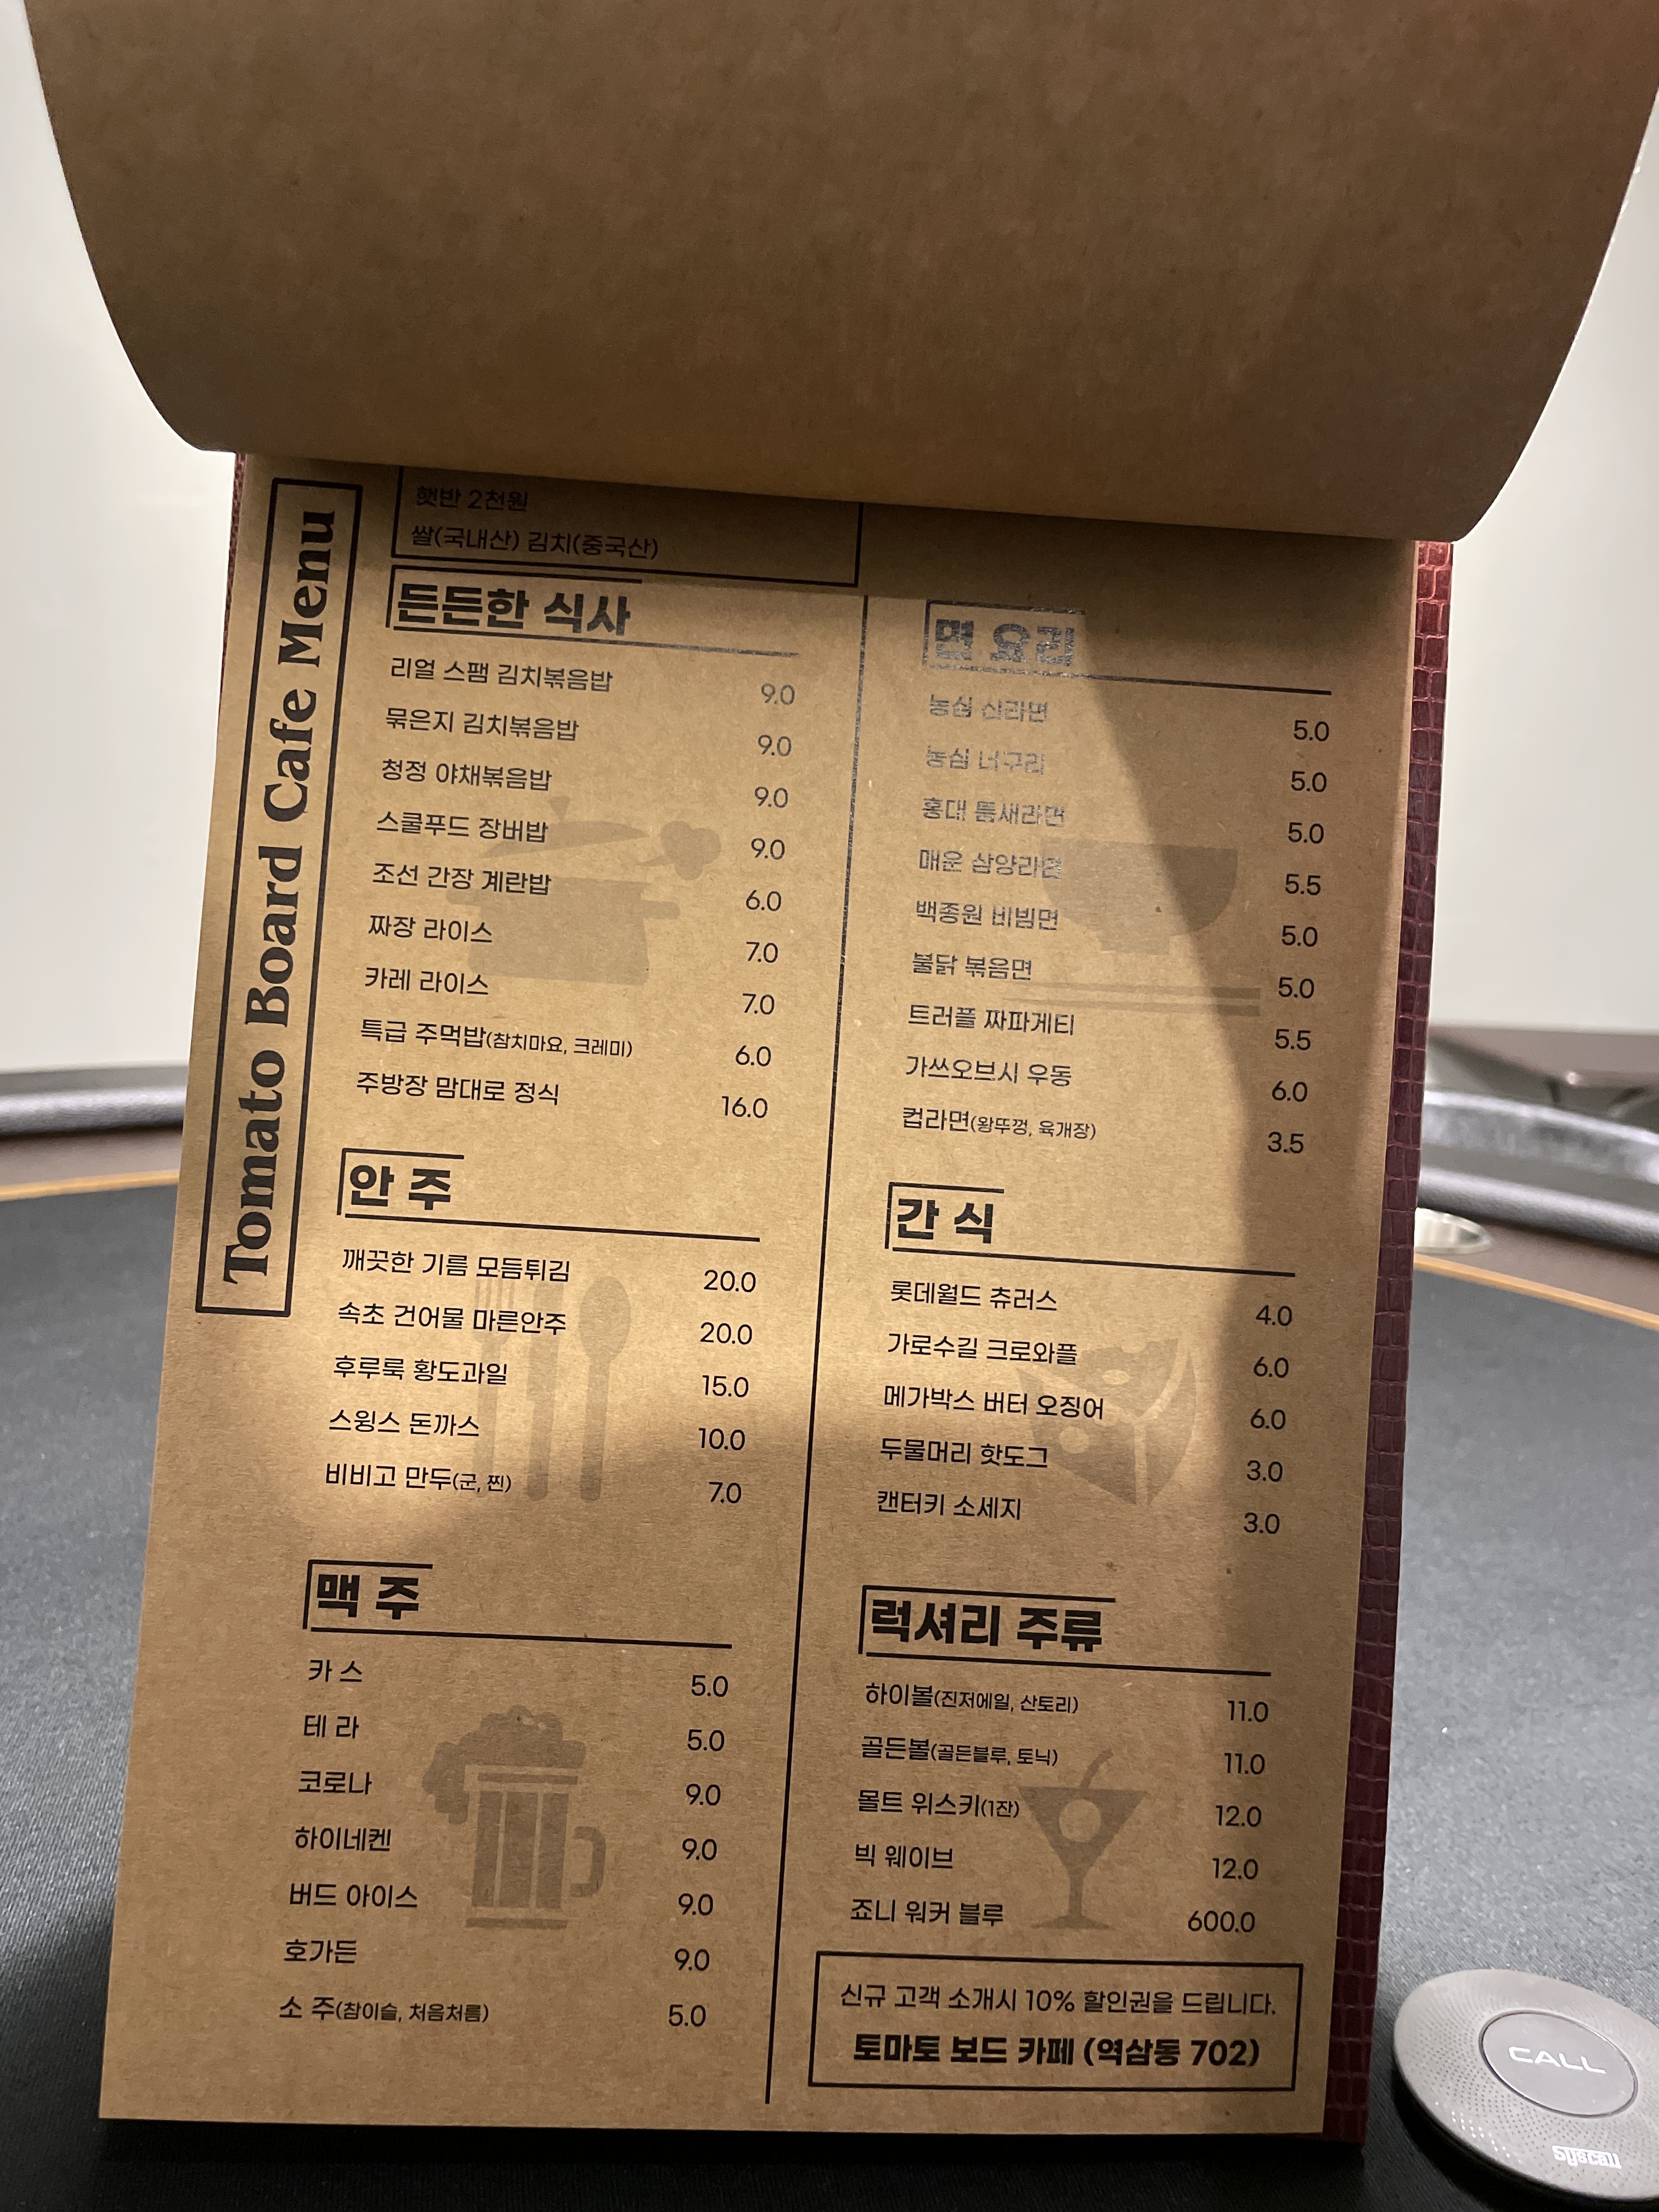 Tomato Board Cafe Menu
햇반 2천원
쌀(국내산) 김치(중국산)
든든한 식사
리얼 스팸 김치볶음밥 9.0
묶은지 김치볶음밥 9.0
청정 야채볶음밥 9.0
스쿨푸드 장버밥 9.0
조선 간장 계란밥 6.0
짜장 라이스 7.0
카레 라이스 7.0
특급 주먹밥(참치마요, 크레미) 6.0
주방장 맘대로 정식 16.0
안 주
깨끗한 기름 모듬튀김 20.0
속초 건어물 마른안주 20.0
후루룩 황도과일 15.0
스윙스 돈까스 10.0
비비고 만두(군, 찐) 7.0
맥 주
카 스 5.0
테 라 5.0
코로나 9.0
하이네켄 9.0
버드 아이스 9.0
호가든 9.0
소 주(참이슬, 처음처름) 5.0
면 요리
농심 신라면 5.0
농심 너구리 5.0
홍대 틈새라면 5.0
매운 삼양라면 5.5
백종원 비빔면 5.0
불닭 볶음면 5.0
트러플 짜파게티 5.5
가쓰오브시 우동 6.0
컵라면(왕뚜껑, 육개장) 3.5
간 식
롯데월드 츄러스 4.0
가로수길 크로와플 6.0
메가박스 버터 오징어 6.0
두물머리 핫도그 3.0
캔터키 소세지 3.0
럭셔리 주류
하이볼(진저에일, 산토리) 11.0
골든볼(골든블루, 토닉) 11.0
몰트 위스키(1잔) 12.0
빅 웨이브 12.0
죠니 워커 블루 600.0
신규 고객 소개시 10% 할인권을 드립니다.
토마토 보드 카페 (역삼동 702)
CALL
syscall